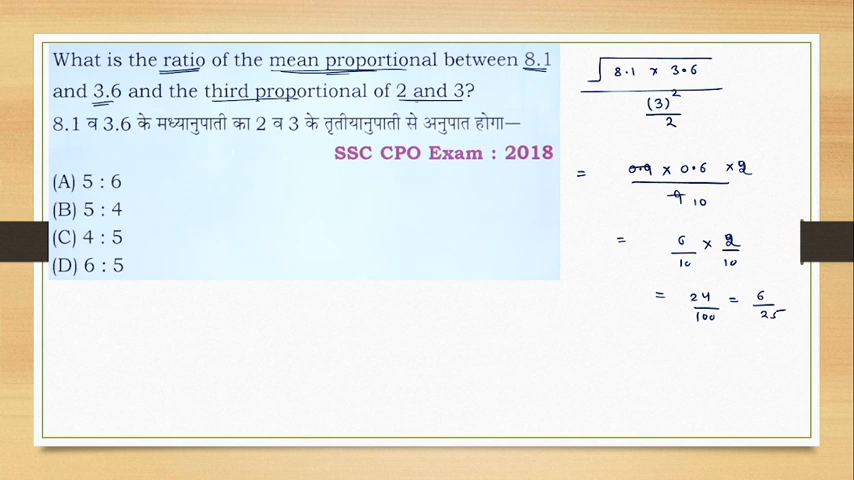 What is the ratio of the mean proportional between 8.1
and 3.6 and the third proportional of 2 and 3?
8.1 व 3.6 के मध्यानुपाती का 2 व 3 के तृतीयानुपाती से अनुपात होगा—
SSC CPO Exam : 2018
(A) 5 : 6
(B) 5 : 4
(C) 4 : 5
(D) 6 : 5
√8.1 × 3.6
(3)²
2
= 0.9 × 0.6 × 2
9 10
= 6 × 2
10 10
= 24 = 6
100 25